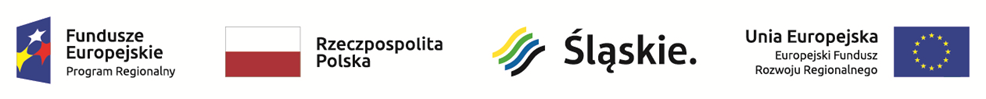 Fundusze
Europejskie
Program Regionalny
Rzeczpospolita
Polska
Śląskie.
Unia Europejska
Europejski Fundusz
Rozwoju Regionalnego